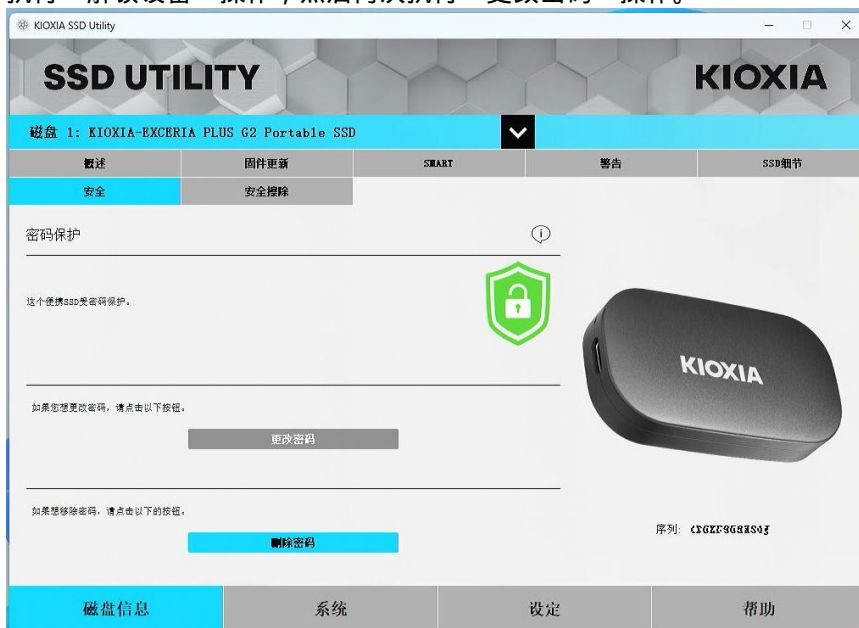 KIOXIA SSD Utility
SSD UTILITY
KIOXIA
磁盘 1: KIOXIA-EXCERIA PLUS G2 Portable SSD
概述
固件更新
SMART
警告
SSD细节
安全
安全擦除
密码保护
这个便携SSD受密码保护。
KIOXIA
如果您想更改密码，请点击以下按钮。
更改密码
如果想移除密码，请点击以下的按钮。
序列:
删除密码
磁盘信息
系统
设定
帮助